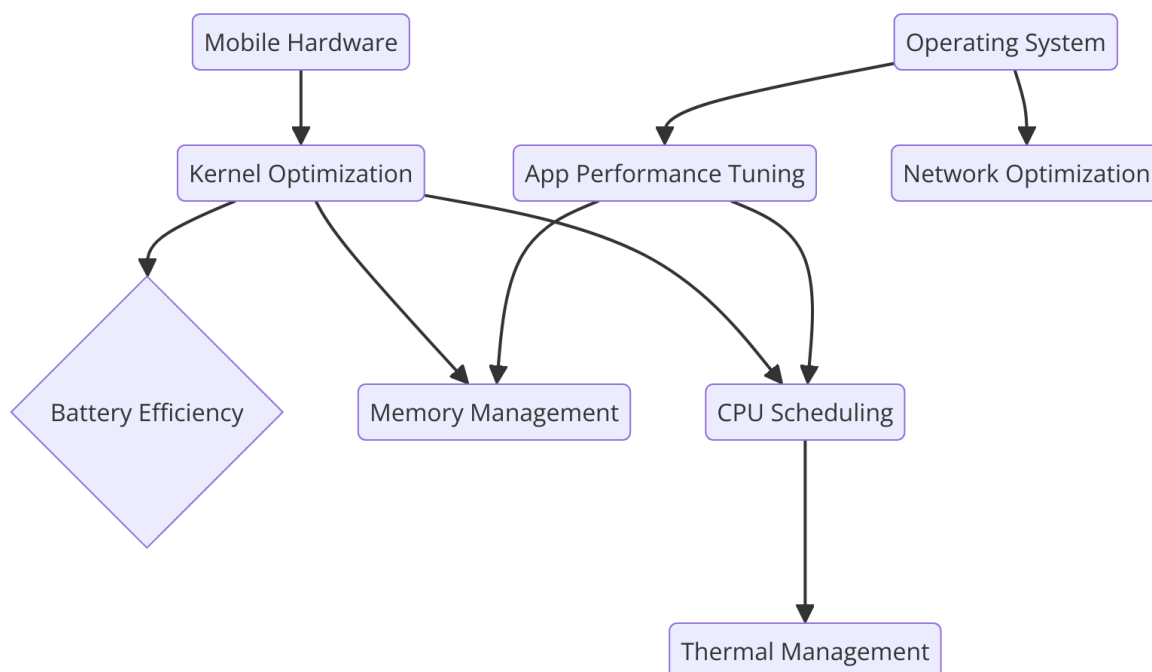 Mobile Hardware
Operating System
Kernel Optimization
App Performance Tuning
Network Optimization
Battery Efficiency
Memory Management
CPU Scheduling
Thermal Management